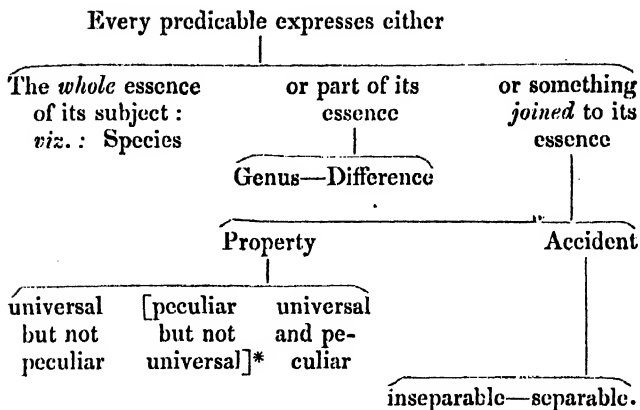 Every predicable expresses either
The whole essence or part of its or something
of its subject : essence joined to its
viz. : Species essence
Genus—Difference
Property Accident
universal [peculiar universal
but not but not and pe-
peculiar universal]* culiar
inseparable—separable.